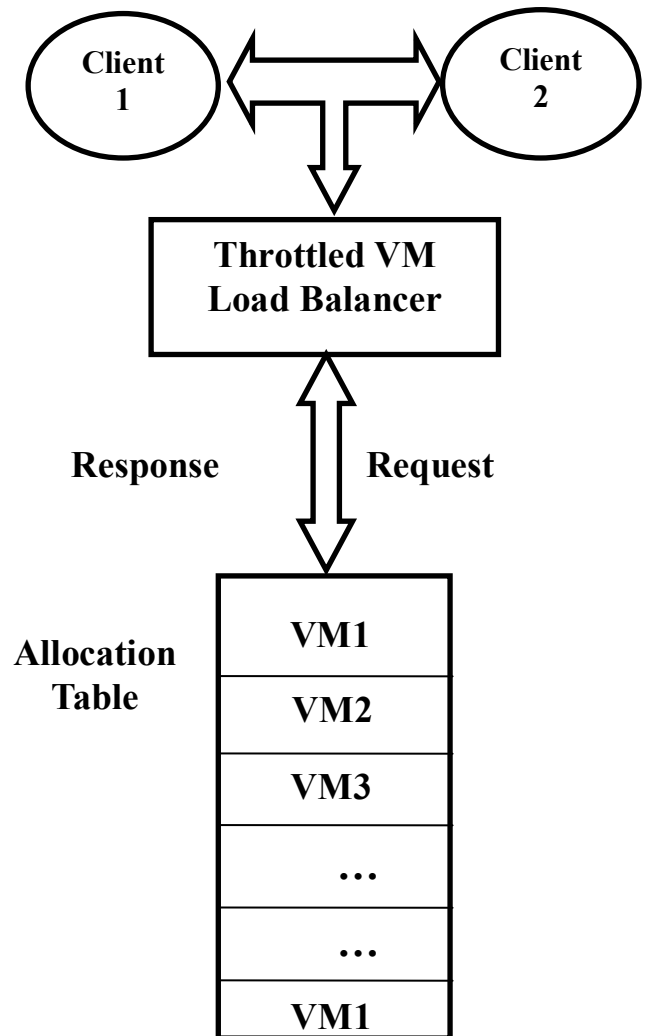 Client
1
Client
2
Throttled VM
Load Balancer
Response
Request
Allocation
Table
VM1
VM2
VM3
...
...
VM1